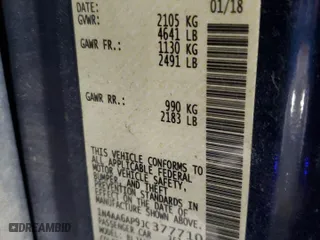 DATE: 01/18
GVWR: 2105 KG
4641 LB
GAWR FR.: 1130 KG
2491 LB
GAWR RR.: 990 KG
2183 LB
THIS VEHICLE CONFORMS TO
ALL APPLICABLE FEDERAL
MOTOR VEHICLE SAFETY,
BUMPER, AND THEFT
PREVENTION STANDARDS IN
EFFECT ON THE DATE OF
MANUFACTURE SHOWN ABOVE.
1N4AA6AP9JC377710
PASSENGER CAR